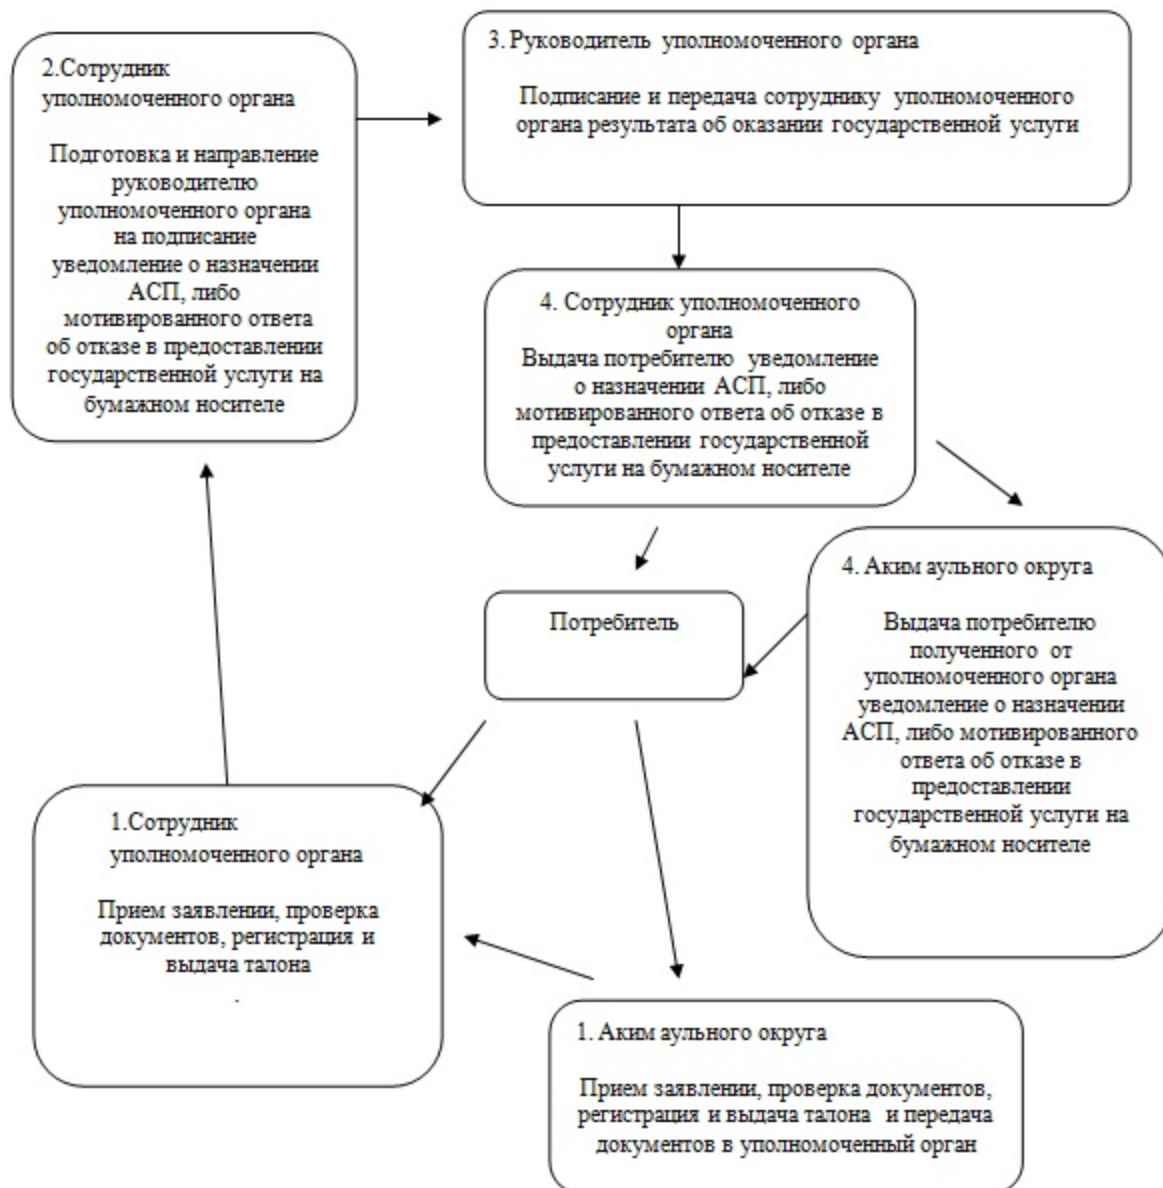 2.Сотрудник
уполномоченного органа
Подготовка и направление
руководителю
уполномоченного органа
на подписание
уведомление о назначении
АСП, либо
мотивированного ответа
об отказе в предоставлении
государственной услуги на
бумажном носителе
3. Руководитель уполномоченного органа
Подписание и передача сотруднику уполномоченного
органа результата об оказании государственной услуги
4. Сотрудник уполномоченного
органа
Выдача потребителю уведомление
о назначении АСП, либо
мотивированного ответа об отказе в
предоставлении государственной
услуги на бумажном носителе
Потребитель
4. Аким аульного округа
Выдача потребителю
полученного от
уполномоченного органа
уведомление о назначении
АСП, либо мотивированного
ответа об отказе в
предоставлении
государственной услуги на
бумажном носителе
1.Сотрудник
уполномоченного органа
Прием заявлении, проверка
документов, регистрация и
выдача талона
.
1. Аким аульного округа
Прием заявлении, проверка документов,
регистрация и выдача талона и передача
документов в уполномоченный орган